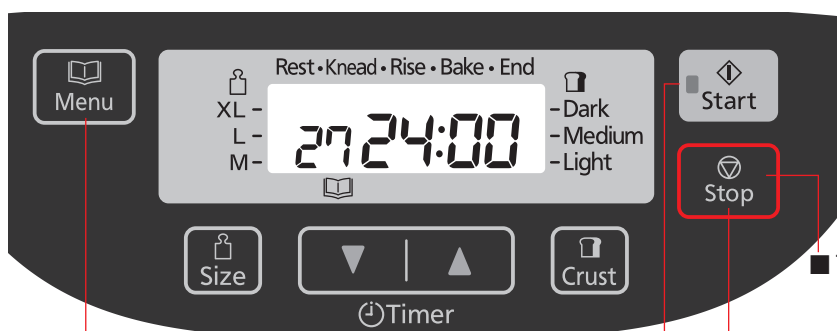 Menu
Rest • Knead • Rise • Bake • End
XL –
L –
M –
27 24:00
– Dark
– Medium
– Light
Start
Stop
Size
Timer
Crust